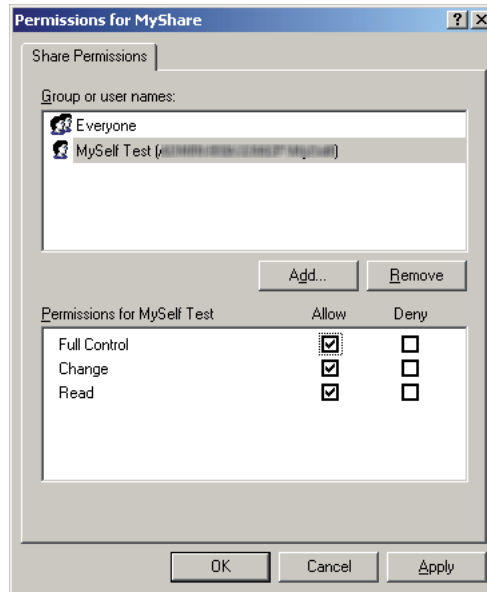 Permissions for MyShare
Share Permissions
Group or user names:
Everyone
MySelf Test (
Add... Remove
Permissions for MySelf Test Allow Deny
Full Control
Change
Read
OK Cancel Apply